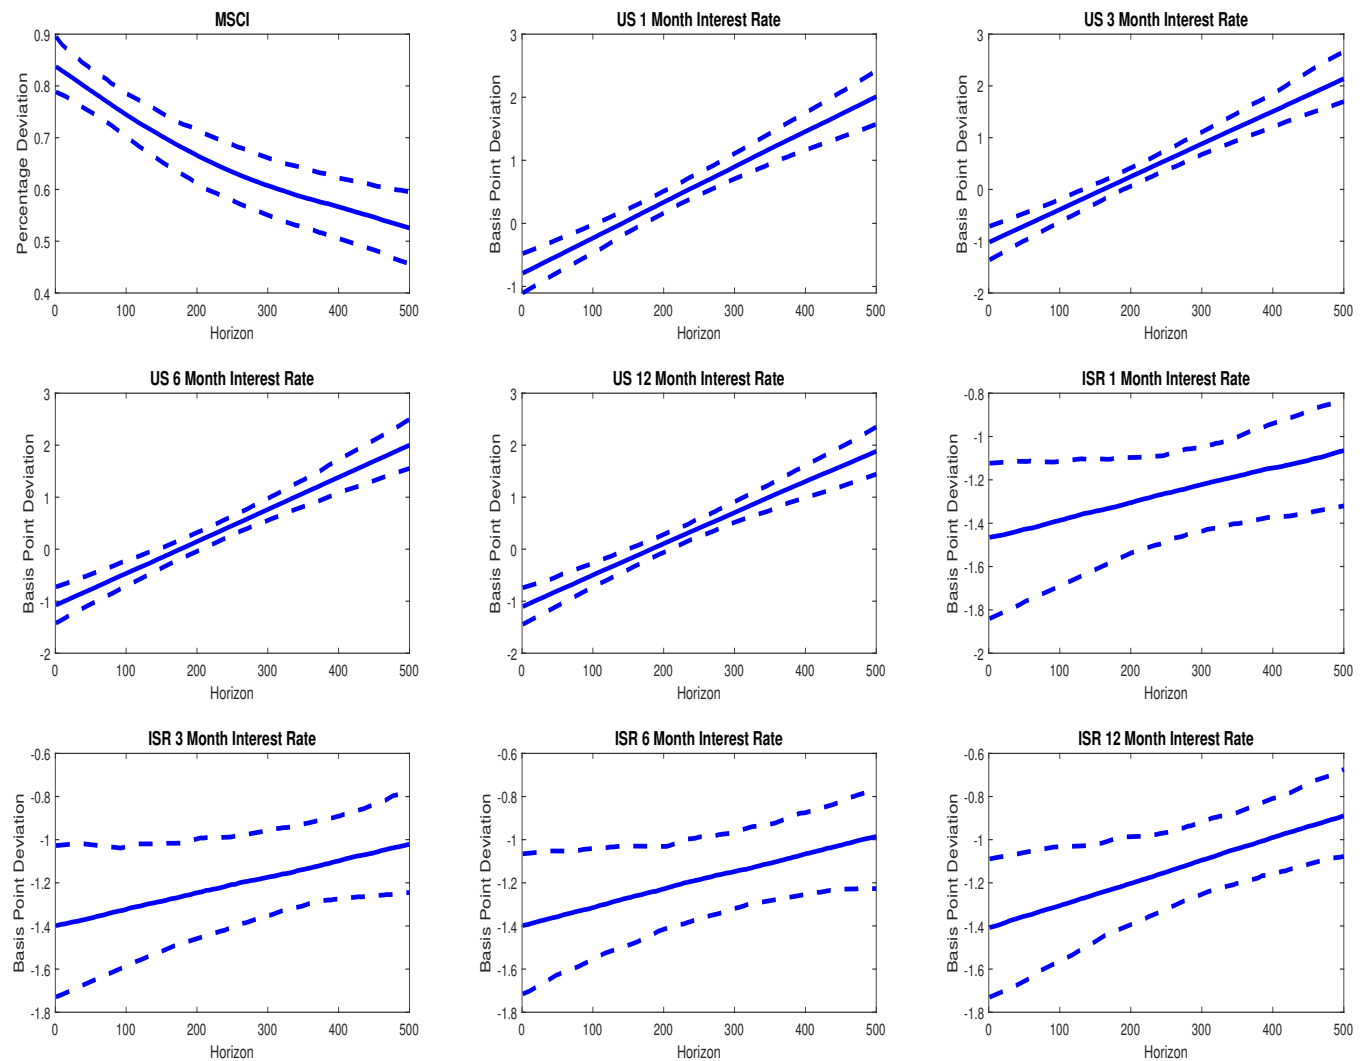 MSCI
Percentage Deviation
0.9
0.8
0.7
0.6
0.5
0.4
0 100 200 300 400 500
Horizon
US 1 Month Interest Rate
Basis Point Deviation
3
2
1
0
-1
0 100 200 300 400 500
Horizon
US 3 Month Interest Rate
Basis Point Deviation
3
2
1
0
-1
-2
0 100 200 300 400 500
Horizon
US 6 Month Interest Rate
Basis Point Deviation
3
2
1
0
-1
-2
0 100 200 300 400 500
Horizon
US 12 Month Interest Rate
Basis Point Deviation
3
2
1
0
-1
-2
0 100 200 300 400 500
Horizon
ISR 1 Month Interest Rate
Basis Point Deviation
-0.8
-1
-1.2
-1.4
-1.6
-1.8
-2
0 100 200 300 400 500
Horizon
ISR 3 Month Interest Rate
Basis Point Deviation
-0.6
-0.8
-1
-1.2
-1.4
-1.6
-1.8
0 100 200 300 400 500
Horizon
ISR 6 Month Interest Rate
Basis Point Deviation
-0.6
-0.8
-1
-1.2
-1.4
-1.6
-1.8
0 100 200 300 400 500
Horizon
ISR 12 Month Interest Rate
Basis Point Deviation
-0.6
-0.8
-1
-1.2
-1.4
-1.6
-1.8
0 100 200 300 400 500
Horizon